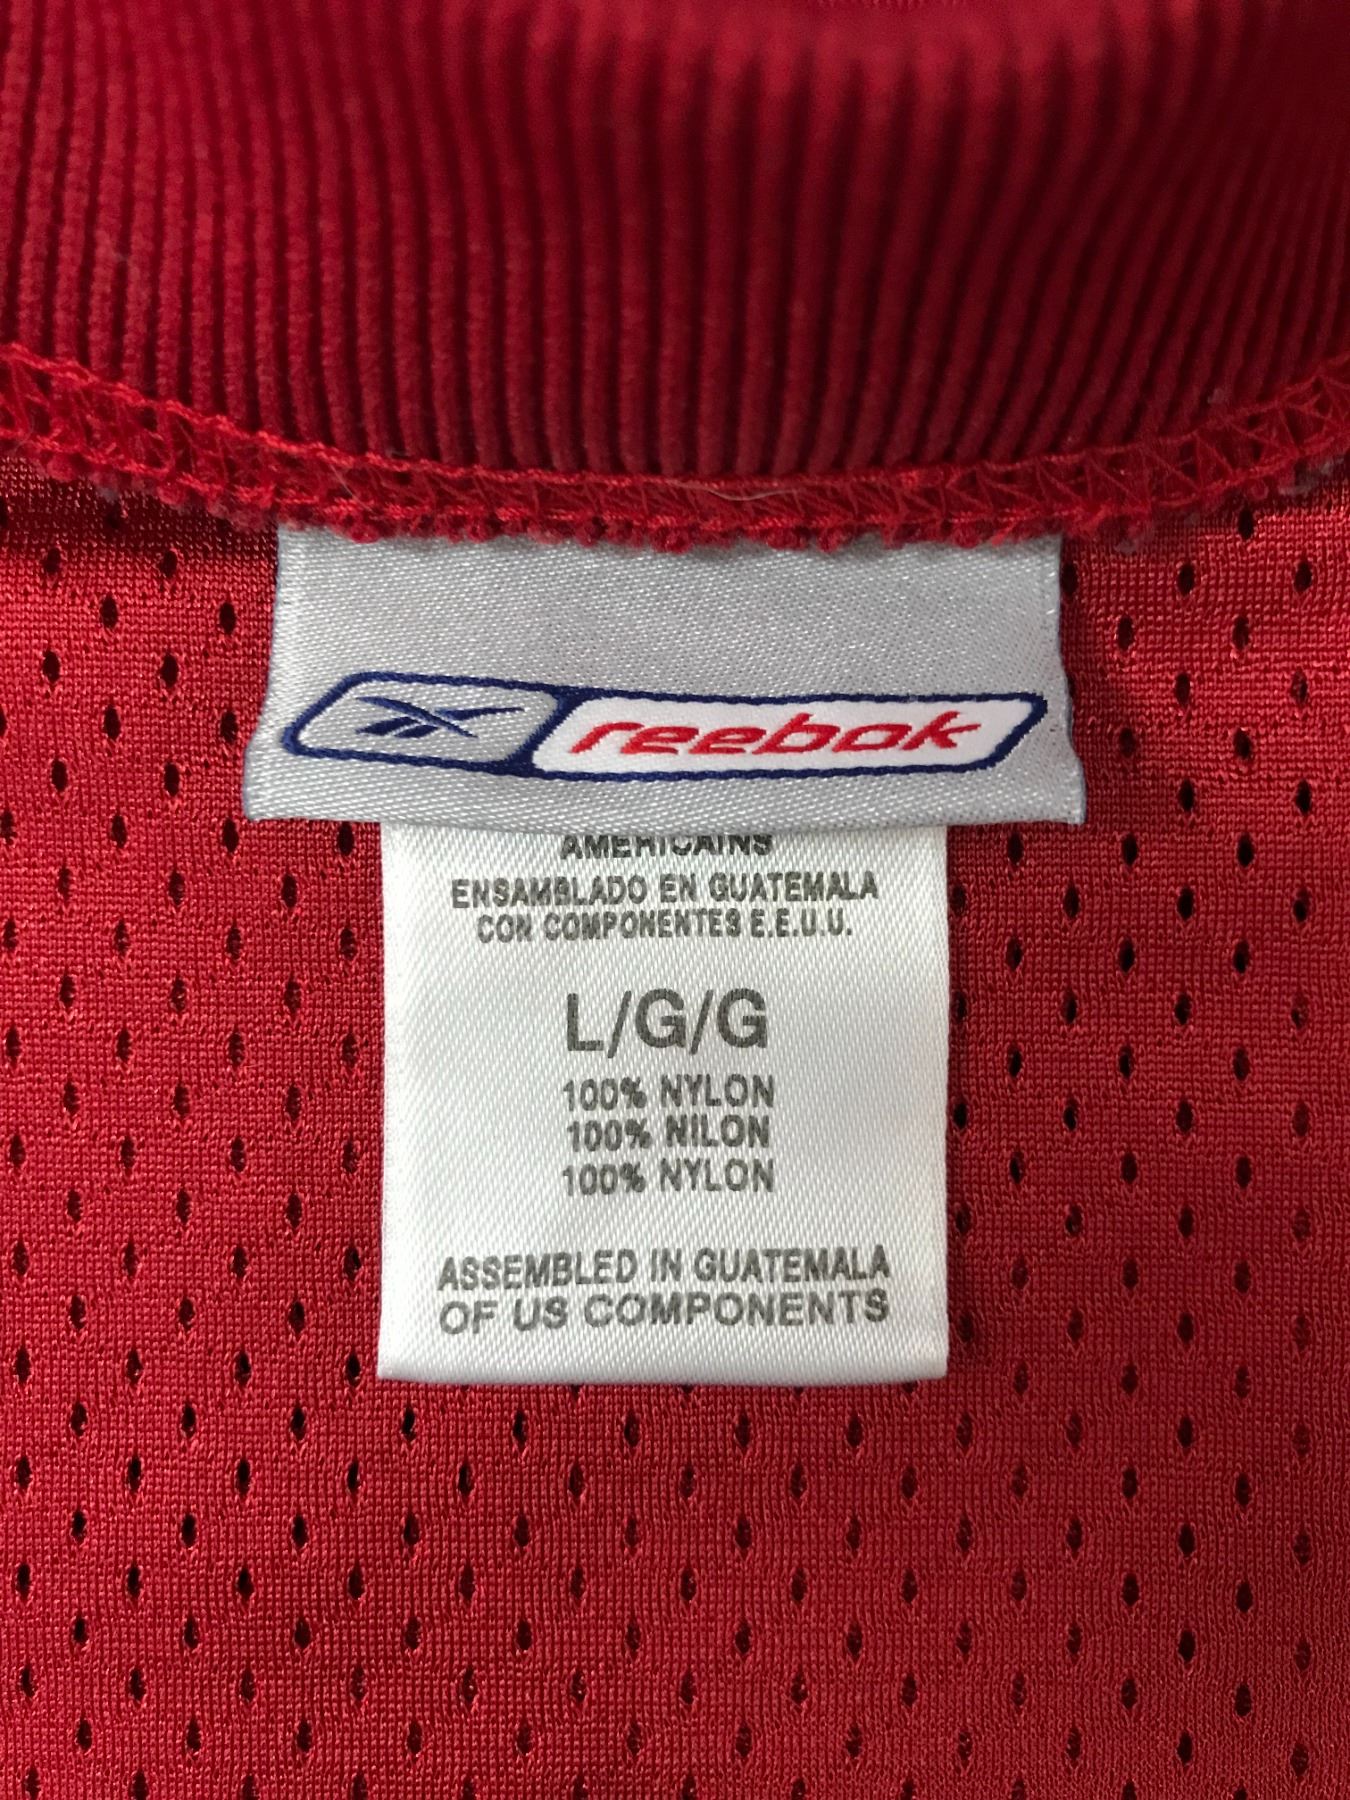 reebok
AMERICAINS
ENSAMBLADO EN GUATEMALA
CON COMPONENTES E.E.U.U.
L/G/G
100% NYLON
100% NILON
100% NYLON
ASSEMBLED IN GUATEMALA
OF US COMPONENTS